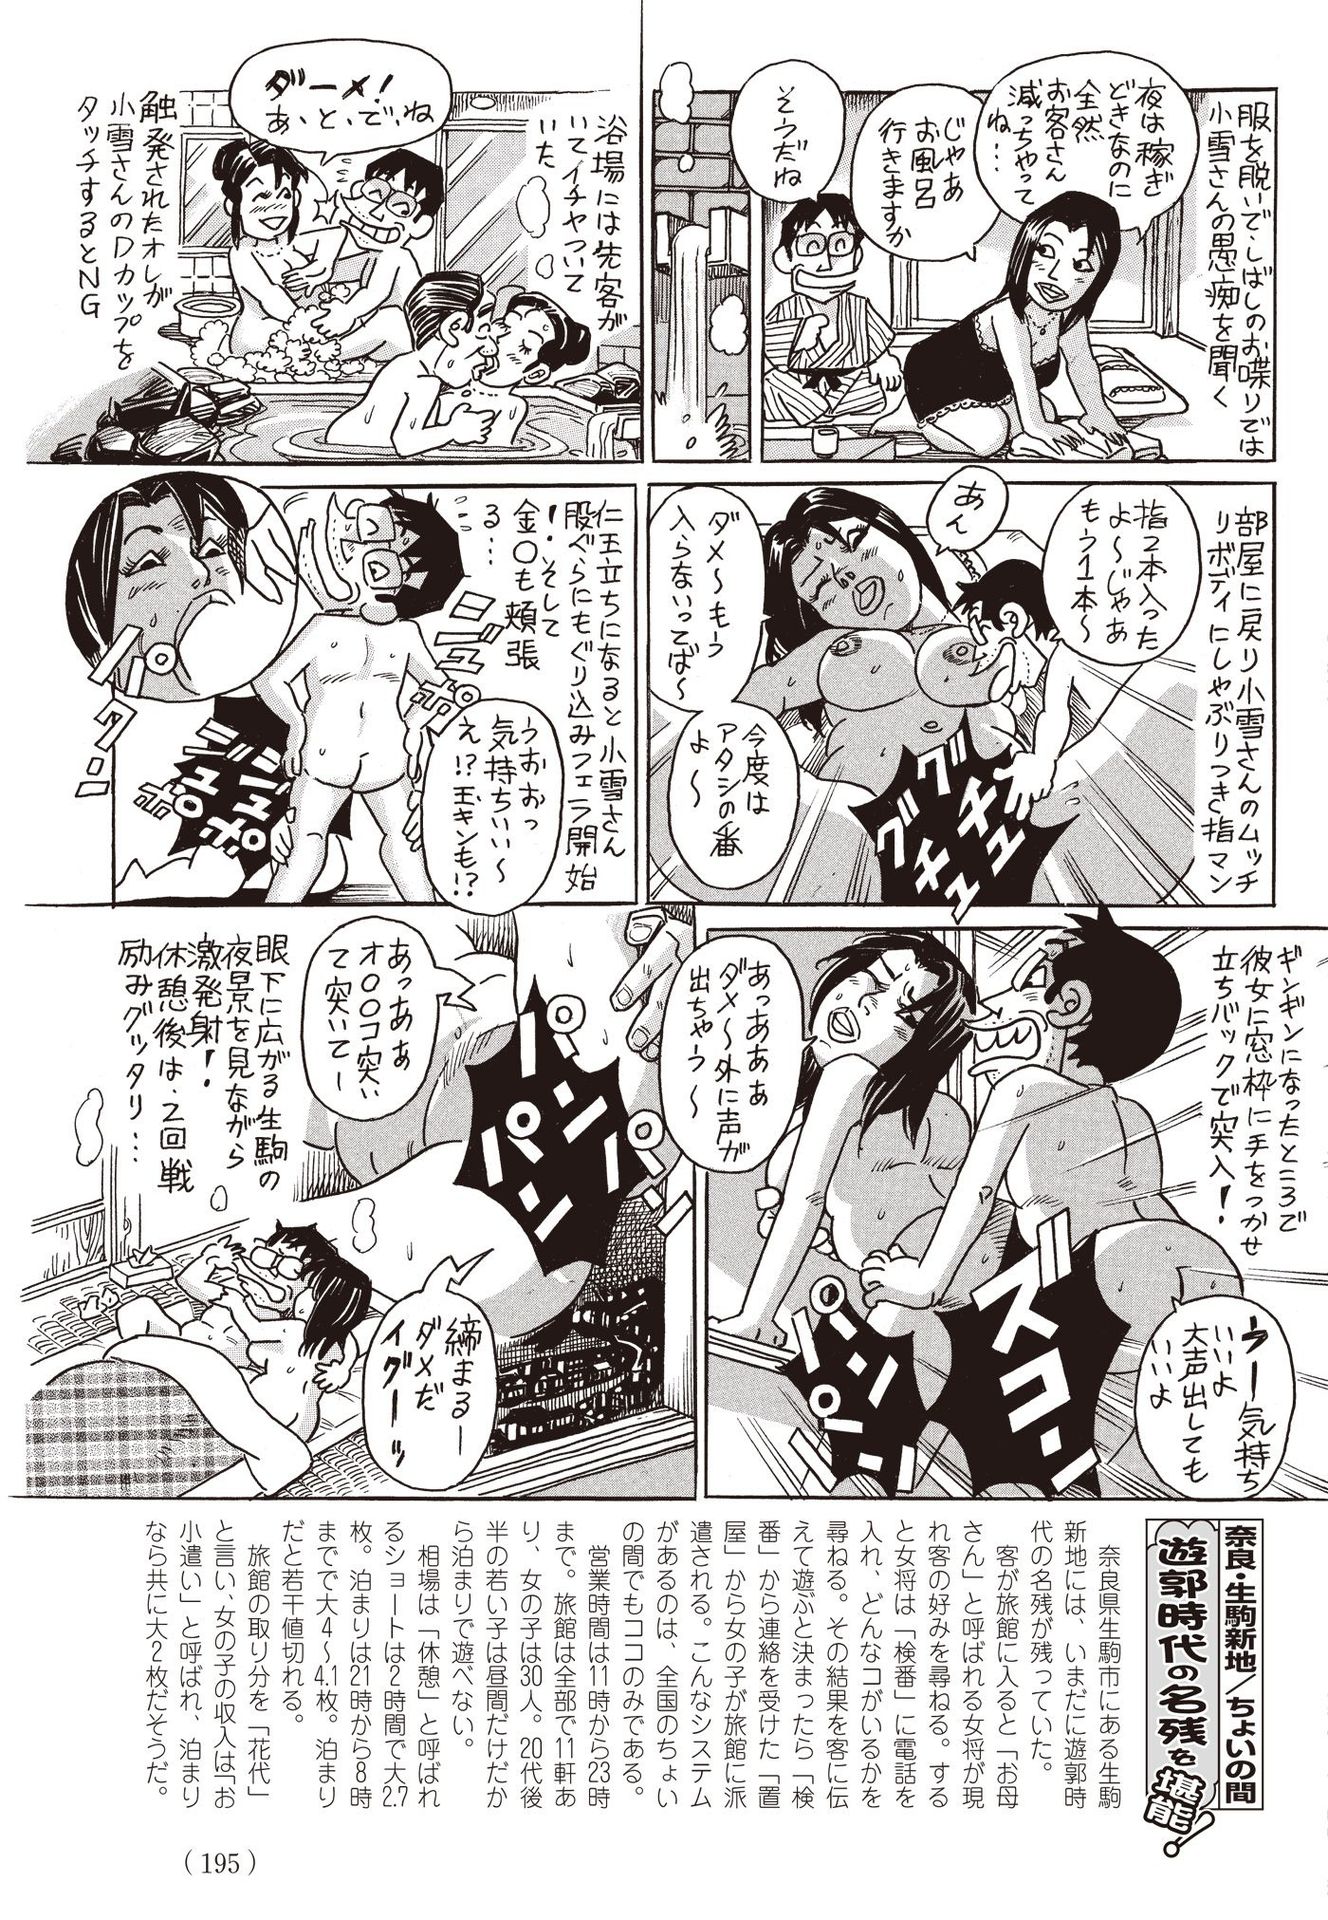 服を脱いで、しばしのお喋りでは
小雪さんの愚痴を聞く
夜は稼ぎ
どきなのに
全然
お客さん
減っちゃって
ね…
じゃあ
お風呂
行きますか
そうだね
浴場には先客が
いてイチャついて
いた
ダーメ！
あ、と、で、ね
触発されたオレが
小雪さんのDカップを
タッチするとNG
部屋に戻り小雪さんのムッチ
リボディにしゃぶりつき指マン
指2本入った
よ〜じゃあ
もう1本〜
あん
ダメ〜もう
入らないってば〜
今度は
アタシの番
よ〜
グチュ
グチュ
仁王立ちになると小雪さん
股ぐらにもぐり込みフェラ開始
！そして
金〇も頬張
る…
うおおっ
気持ちいい〜
え！？玉キンも！？
ジュポ
ジュポ
ジュポ
パクン
ギンギンになったところで
彼女に窓枠に手をつかせ
立ちバックで突入！
あっああぁ
ダメ〜外に声が
出ちゃう〜
うー気持ち
いいよ
大声出しても
いいよ
ズコン
パンパン
あっあぁ
オ〇〇コ突い
て突いてー
パンパン
パンパン
締まるー
ダメだ
イグーッ
眼下に広がる生駒の
夜景を見ながら
激発射！
休憩後は、2回戦
励みグッタリ…
奈良・生駒新地／ちょいの間
遊郭時代の名残を堪能！
奈良県生駒市にある生駒
新地には、いまだに遊郭時
代の名残が残っていた。
客が旅館に入ると「お母
さん」と呼ばれる女将が現
れ客の好みを尋ねる。する
と女将は「検番」に電話を
入れ、どんなコがいるかを
尋ねる。その結果を客に伝
えて遊ぶと決まったら「検
番」から連絡を受けた「置
屋」から女の子が旅館に派
遣される。こんなシステム
があるのは、全国のちょい
の間でもココのみである。
営業時間は11時から23時
まで。旅館は全部で11軒あ
り、女の子は30人。20代後
半の若い子は昼間だけだか
ら泊まりで遊べない。
相場は「休憩」と呼ばれ
るショートは2時間で大2.7
枚。泊まりは21時から8時
までで大4〜4.1枚。泊まり
だと若干値切れる。
旅館の取り分を「花代」
と言い、女の子の収入は「お
小遣い」と呼ばれ、泊まり
なら共に大2枚だそうだ。
（195）